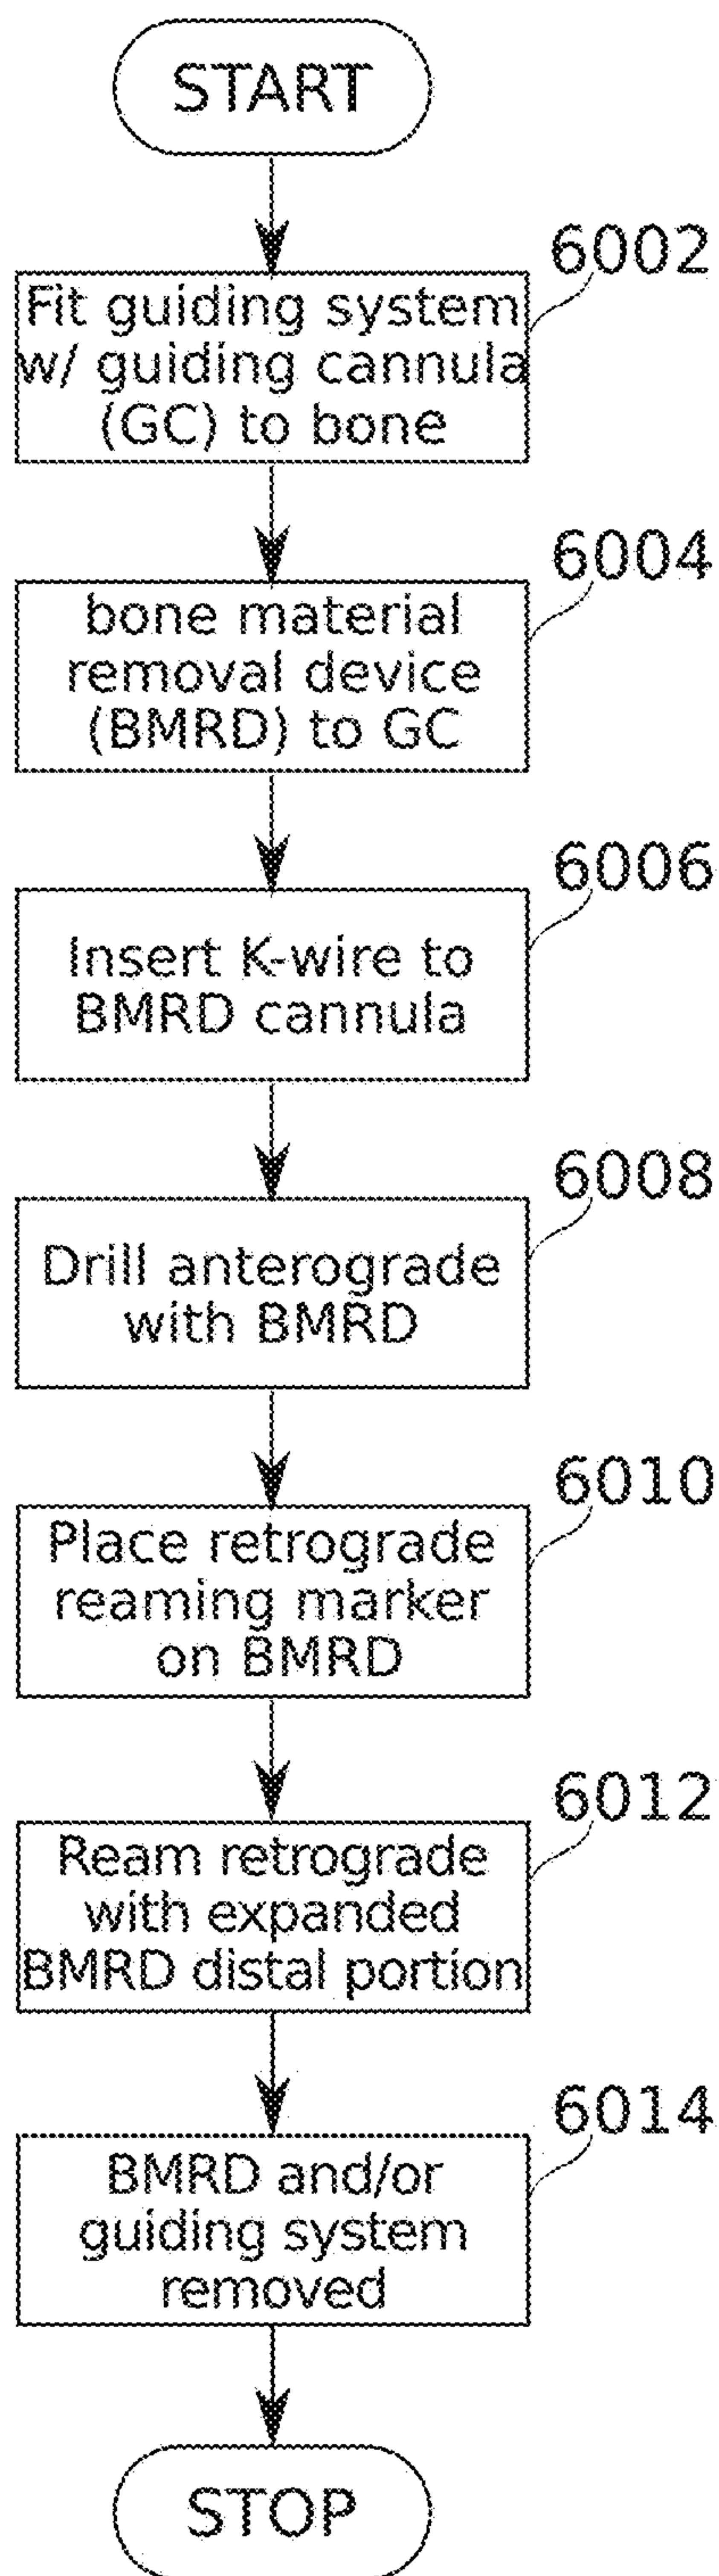 START
6002
Fit guiding system
w/ guiding cannula
(GC) to bone
6004
bone material
removal device
(BMRD) to GC
6006
Insert K-wire to
BMRD cannula
6008
Drill anterograde
with BMRD
6010
Place retrograde
reaming marker
on BMRD
6012
Ream retrograde
with expanded
BMRD distal portion
6014
BMRD and/or
guiding system
removed
STOP